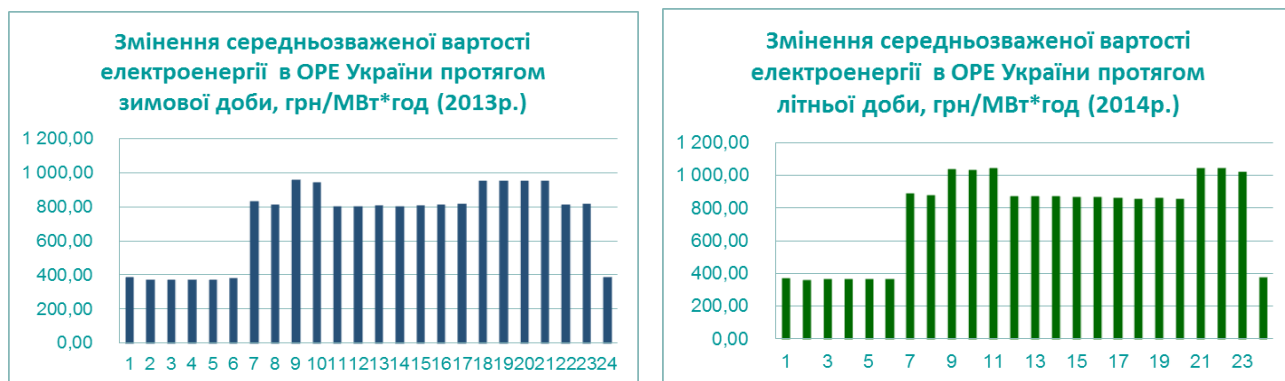 Змінення середньозваженої вартості
електроенергії в ОРЕ України протягом
зимової доби, грн/МВт*год (2013р.)
1 200,00
1 000,00
800,00
600,00
400,00
200,00
0,00
1 2 3 4 5 6 7 8 9 10 11 12 13 14 15 16 17 18 19 20 21 22 23 24
Змінення середньозваженої вартості
електроенергії в ОРЕ України протягом
літньої доби, грн/МВт*год (2014р.)
1 200,00
1 000,00
800,00
600,00
400,00
200,00
0,00
1 3 5 7 9 11 13 15 17 19 21 23